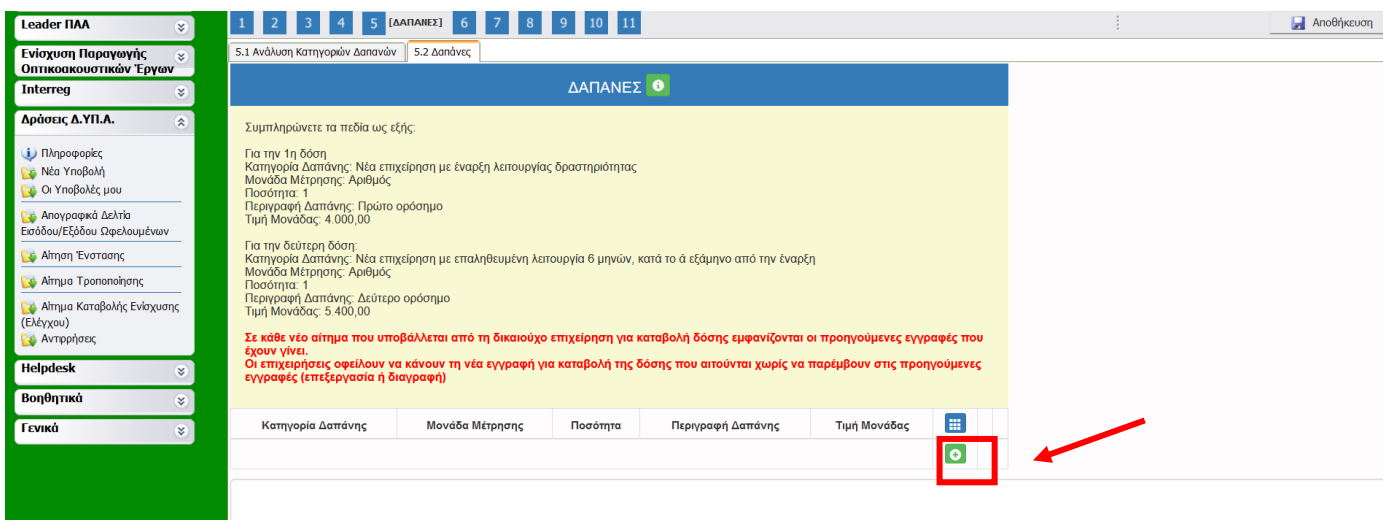 Leader ΠΑΑ
Ενίσχυση Παραγωγής
Οπτικοακουστικών Έργων
Interreg
Δράσεις Δ.ΥΠ.Α.
Πληροφορίες
Νέα Υποβολή
Οι Υποβολές μου
Απογραφικά Δελτία
Εισόδου/Εξόδου Ωφελουμένων
Αίτηση Ένστασης
Αίτημα Τροποποίησης
Αίτημα Καταβολής Ενίσχυσης
(Ελέγχου)
Αντιρρήσεις
Helpdesk
Βοηθητικά
Γενικά
1 2 3 4 5 [ΔΑΠΑΝΕΣ] 6 7 8 9 10 11
Αποθήκευση
5.1 Ανάλυση Κατηγοριών Δαπανών 5.2 Δαπάνες
ΔΑΠΑΝΕΣ
Συμπληρώνετε τα πεδία ως εξής:
Για την 1η δόση
Κατηγορία Δαπάνης: Νέα επιχείρηση με έναρξη λειτουργίας δραστηριότητας
Μονάδα Μέτρησης: Αριθμός
Ποσότητα: 1
Περιγραφή Δαπάνης: Πρώτο ορόσημο
Τιμή Μονάδας: 4.000,00
Για την δεύτερη δόση:
Κατηγορία Δαπάνης: Νέα επιχείρηση με επαληθευμένη λειτουργία 6 μηνών, κατά το ά εξάμηνο από την έναρξη
Μονάδα Μέτρησης: Αριθμός
Ποσότητα: 1
Περιγραφή Δαπάνης: Δεύτερο ορόσημο
Τιμή Μονάδας: 5.400,00
Σε κάθε νέο αίτημα που υποβάλλεται από τη δικαιούχο επιχείρηση για καταβολή δόσης εμφανίζονται οι προηγούμενες εγγραφές που
έχουν γίνει.
Οι επιχειρήσεις οφείλουν να κάνουν τη νέα εγγραφή για καταβολή της δόσης που αιτούνται χωρίς να παρέμβουν στις προηγούμενες
εγγραφές (επεξεργασία ή διαγραφή)
Κατηγορία Δαπάνης Μονάδα Μέτρησης Ποσότητα Περιγραφή Δαπάνης Τιμή Μονάδας